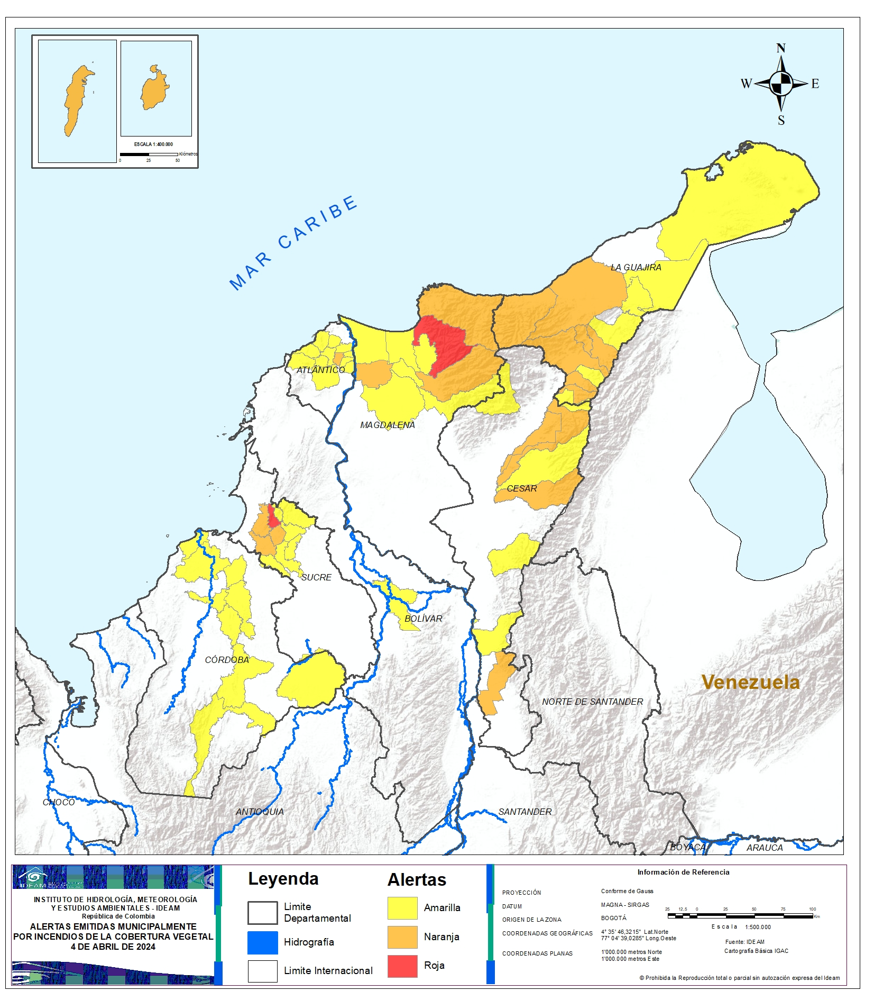 ESCALA 1:400.000
Kilómetros
0 25 50
N
W E
S
MAR CARIBE
LA GUAJIRA
ATLÁNTICO
MAGDALENA
CESAR
SUCRE
BOLÍVAR
CÓRDOBA
Venezuela
NORTE DE SANTANDER
CHOCÓ
ANTIOQUIA
SANTANDER
BOYACÁ
ARAUCA
IDEAM
INSTITUTO DE HIDROLOGÍA, METEOROLOGÍA
Y ESTUDIOS AMBIENTALES - IDEAM
República de Colombia
ALERTAS EMITIDAS MUNICIPALMENTE
POR INCENDIOS DE LA COBERTURA VEGETAL
4 DE ABRIL DE 2024
Leyenda
Limite
Departamental
Hidrografía
Limite Internacional
Alertas
Amarilla
Naranja
Roja
Información de Referencia
PROYECCIÓN Conforme de Gauss
DATUM MAGNA - SIRGAS
ORIGEN DE LA ZONA BOGOTÁ
COORDENADAS GEOGRÁFICAS 4° 35' 46,3215" Lat.Norte
77° 04' 39,0285" Long.Oeste
COORDENADAS PLANAS 1'000.000 metros Norte
1'000.000 metros Este
25 12,5 0 25 50 75 100
Km
Escala 1:500.000
Fuente: IDEAM
Cartografía Básica IGAC
© Prohibida la Reproducción total o parcial sin autozación expresa del Ideam